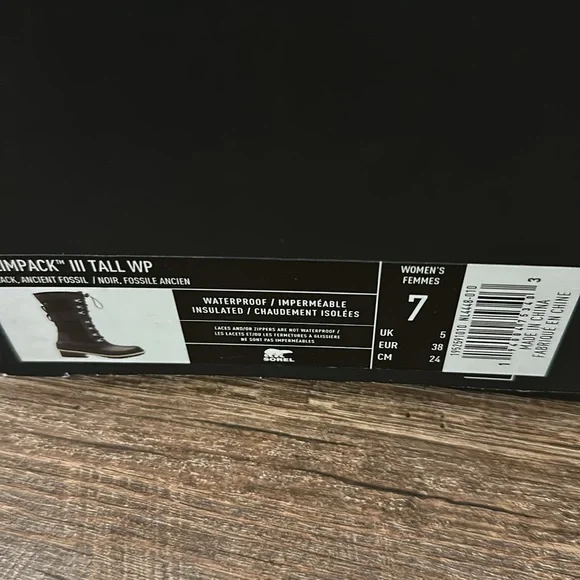 IMPACK™ III TALL WP
ACK, ANCIENT FOSSIL / NOIR, FOSSILE ANCIEN
WATERPROOF / IMPERMÉABLE
INSULATED / CHAUDEMENT ISOLÉES
LACES AND/OR ZIPPERS ARE NOT WATERPROOF /
LES LACETS ET/OU LES FERMETURES A GLISSIÈRE
NE SONT PAS IMPERMÉABLES
SOREL
WOMEN'S
FEMMES
7
UK 5
EUR 38
CM 24
MADE IN CHINA
FABRIQUÉ EN CHINE
3